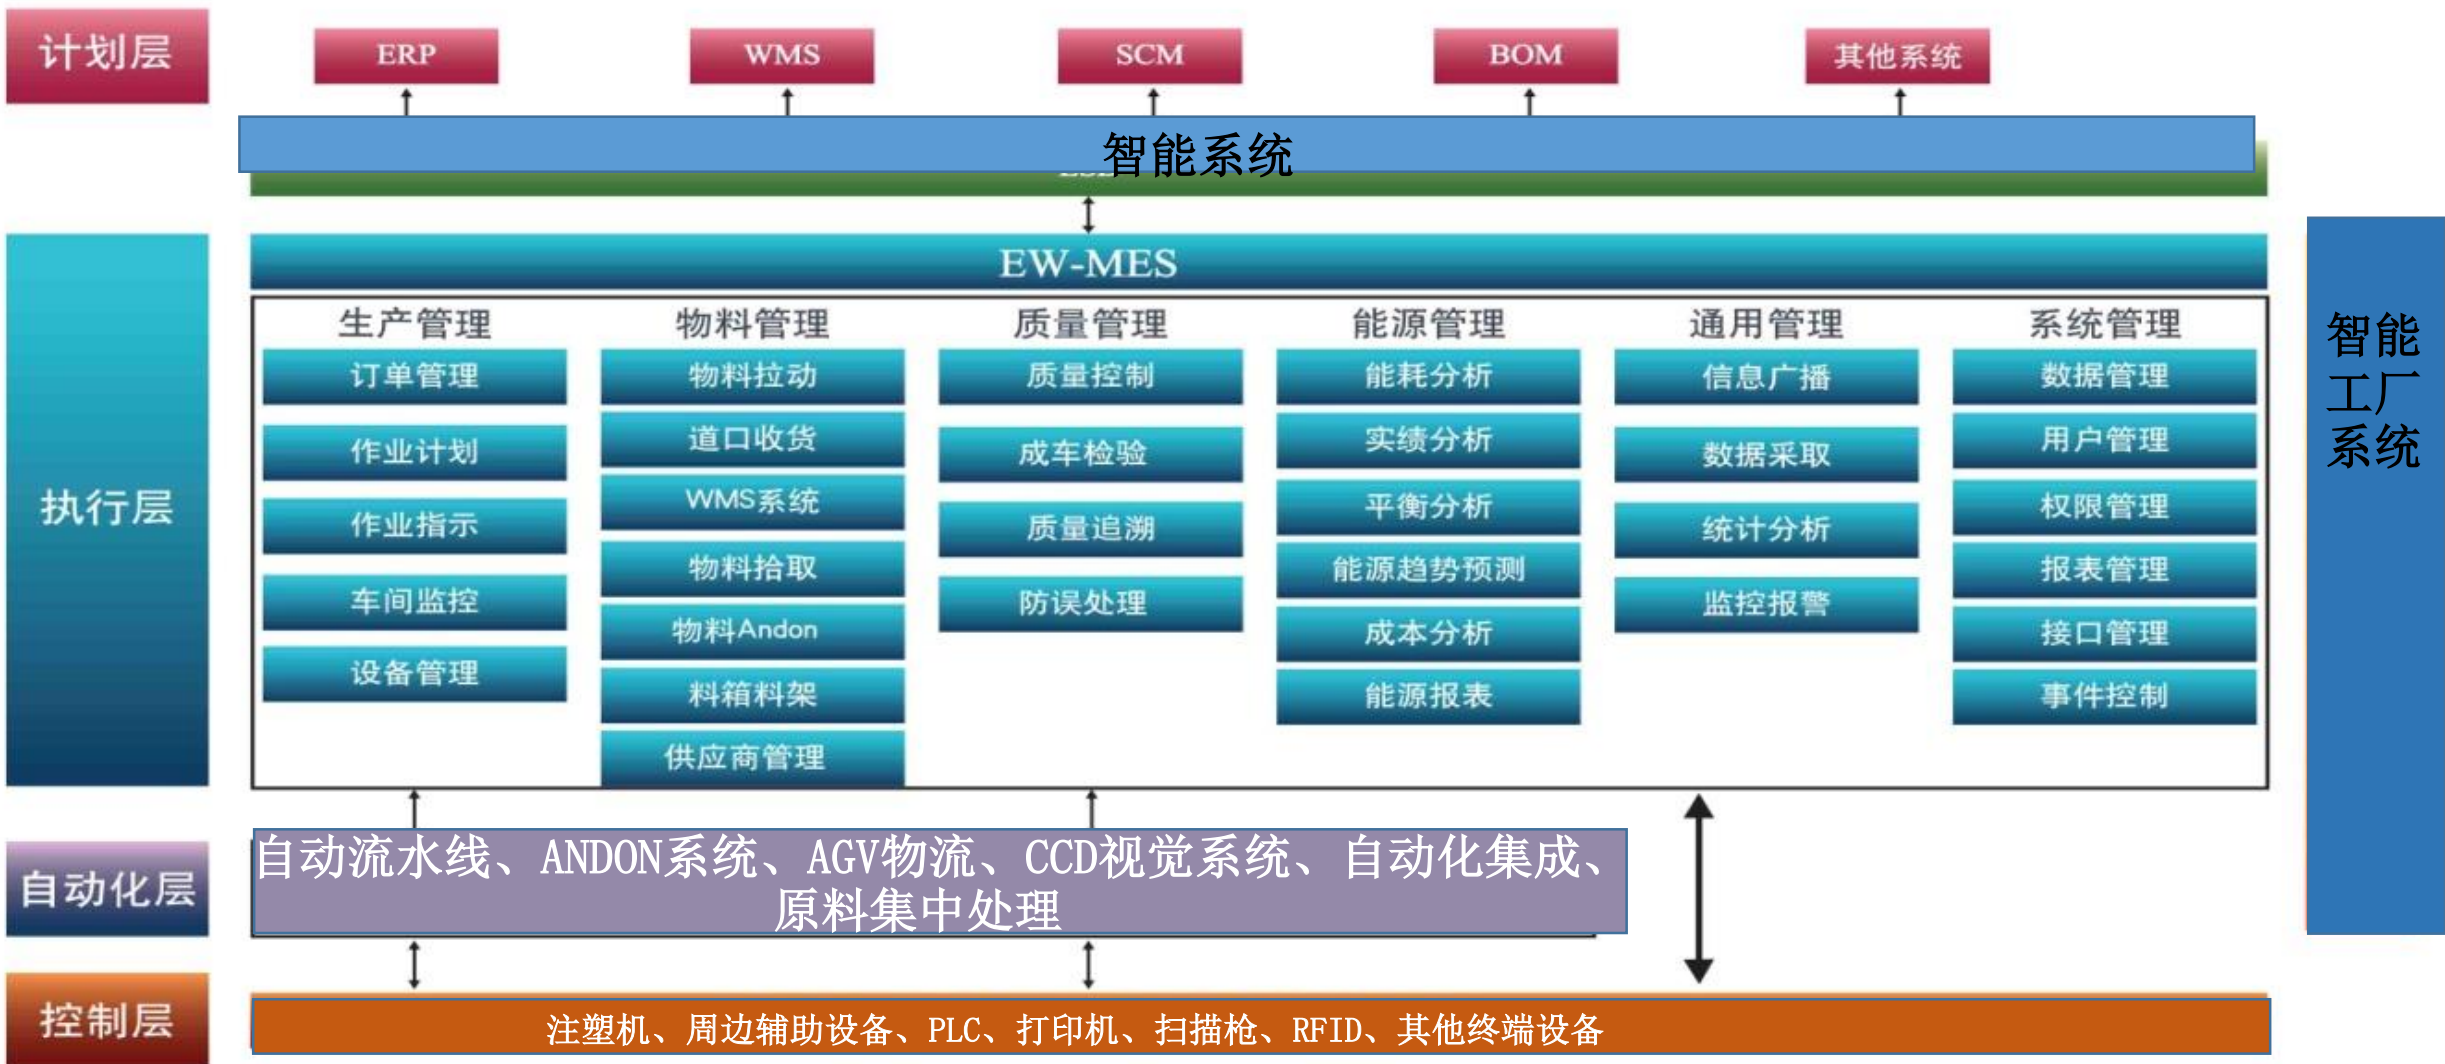 计划层
ERP
WMS
SCM
BOM
其他系统
智能系统
执行层
EW-MES
生产管理
订单管理
作业计划
作业指示
车间监控
设备管理
物料管理
物料拉动
道口收货
WMS系统
物料拾取
物料Andon
料箱料架
供应商管理
质量管理
质量控制
成车检验
质量追溯
防误处理
能源管理
能耗分析
实绩分析
平衡分析
能源趋势预测
成本分析
能源报表
通用管理
信息广播
数据采取
统计分析
监控报警
系统管理
数据管理
用户管理
权限管理
报表管理
接口管理
事件控制
智能
工厂
系统
自动化层
自动流水线、ANDON系统、AGV物流、CCD视觉系统、自动化集成、
原料集中处理
控制层
注塑机、周边辅助设备、PLC、打印机、扫描枪、RFID、其他终端设备